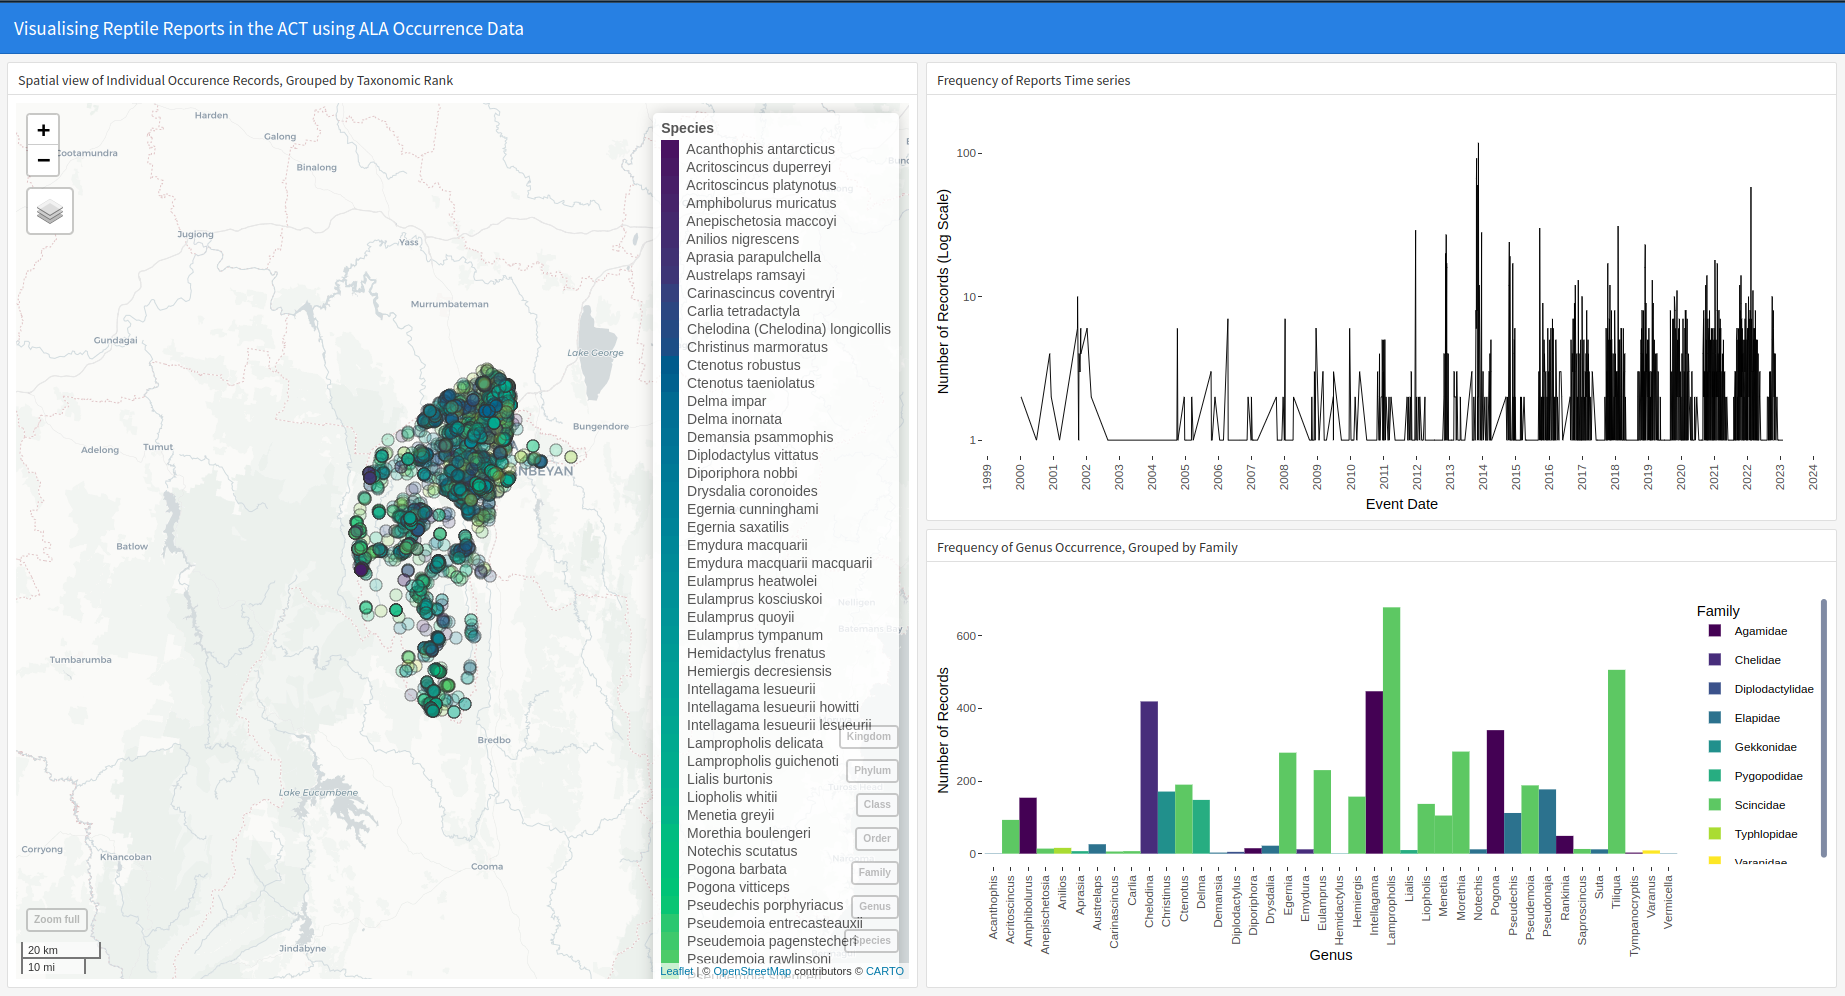 Visualising Reptile Reports in the ACT using ALA Occurrence Data
Spatial view of Individual Occurence Records, Grouped by Taxonomic Rank
+
−
Harden
Galong
Cootamundra
Binalong
Jugiong
Yass
Murrumbateman
Gundagai
Lake George
Bungendore
Adelong
Tumut
NBEYAN
Batlow
Tumbarumba
Bredbo
Lake Eucumbene
Corryong
Khancoban
Cooma
Jindabyne
Nelligen
Batemans Bay
Tuross Head
Species
Acanthophis antarcticus
Acritoscincus duperreyi
Acritoscincus platynotus
Amphibolurus muricatus
Anepischetosia maccoyi
Anilios nigrescens
Aprasia parapulchella
Austrelaps ramsayi
Carinascincus coventryi
Carlia tetradactyla
Chelodina (Chelodina) longicollis
Christinus marmoratus
Ctenotus robustus
Ctenotus taeniolatus
Delma impar
Delma inornata
Demansia psammophis
Diplodactylus vittatus
Diporiphora nobbi
Drysdalia coronoides
Egernia cunninghami
Egernia saxatilis
Emydura macquarii
Emydura macquarii macquarii
Eulamprus heatwolei
Eulamprus kosciuskoi
Eulamprus quoyii
Eulamprus tympanum
Hemidactylus frenatus
Hemiergis decresiensis
Intellagama lesueurii
Intellagama lesueurii howitti
Intellagama lesueurii lesueurii
Lampropholis delicata
Lampropholis guichenoti
Lialis burtonis
Liopholis whitii
Menetia greyii
Morethia boulengeri
Notechis scutatus
Pogona barbata
Pogona vitticeps
Pseudechis porphyriacus
Pseudemoia entrecasteauxii
Pseudemoia pagenstecheri
Pseudemoia rawlinsoni
Kingdom
Phylum
Class
Order
Family
Genus
Species
Zoom full
20 km
10 mi
Leaflet | © OpenStreetMap contributors © CARTO
Frequency of Reports Time series
Number of Records (Log Scale)
100
10
1
1999
2000
2001
2002
2003
2004
2005
2006
2007
2008
2009
2010
2011
2012
2013
2014
2015
2016
2017
2018
2019
2020
2021
2022
2023
2024
Event Date
Frequency of Genus Occurrence, Grouped by Family
Number of Records
600
400
200
0
Acanthophis
Acritoscincus
Amphibolurus
Anepischetosia
Anilios
Aprasia
Austrelaps
Carinascincus
Carlia
Chelodina
Christinus
Ctenotus
Delma
Demansia
Diplodactylus
Diporiphora
Drysdalia
Egernia
Emydura
Eulamprus
Hemidactylus
Hemiergis
Intellagama
Lampropholis
Lialis
Liopholis
Menetia
Morethia
Notechis
Pogona
Pseudechis
Pseudemoia
Pseudonaja
Rankinia
Saproscincus
Suta
Tiliqua
Tympanocryptis
Varanus
Vermicella
Genus
Family
Agamidae
Chelidae
Diplodactylidae
Elapidae
Gekkonidae
Pygopodidae
Scincidae
Typhlopidae
Varanidae